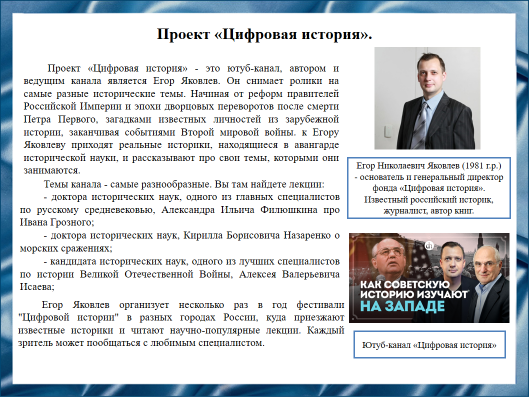 Проект «Цифровая история».
Проект «Цифровая история» - это ютуб-канал, автором и
ведущим канала является Егор Яковлев. Он снимает ролики на
самые разные исторические темы. Начиная от реформ правителей
Российской Империи и эпохи дворцовых переворотов после смерти
Петра Первого, загадками известных личностей из зарубежной
истории, заканчивая событиями Второй мировой войны. к Егору
Яковлеву приходят реальные историки, находящиеся в авангарде
исторической науки, и рассказывают про свои темы, которыми они
занимаются.
Темы канала - самые разнообразные. Вы там найдете лекции:
- доктора исторических наук, одного из главных специалистов
по русскому средневековью, Александра Ильича Филюшкина про
Ивана Грозного;
- доктора исторических наук, Кирилла Борисовича Назаренко о
морских сражениях;
- кандидата исторических наук, одного из лучших специалистов
по истории Великой Отечественной Войны, Алексея Валерьевича
Исаева;
Егор Яковлев организует несколько раз в год фестивали
"Цифровой истории" в разных городах России, куда приезжают
известные историки и читают научно-популярные лекции. Каждый
зритель может пообщаться с любимым специалистом.
Егор Николаевич Яковлев (1981 г.р.)
- основатель и генеральный директор
фонда «Цифровая история».
Известный российский историк,
журналист, автор книг.
КАК СОВЕТСКУЮ
ИСТОРИЮ ИЗУЧАЮТ
НА ЗАПАДЕ
Ютуб-канал «Цифровая история»